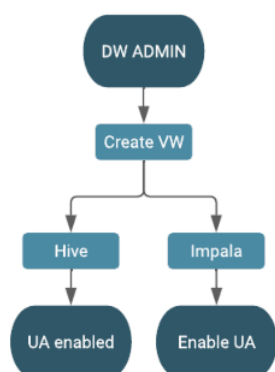 DW ADMIN
Create VW
Hive
Impala
UA enabled
Enable UA